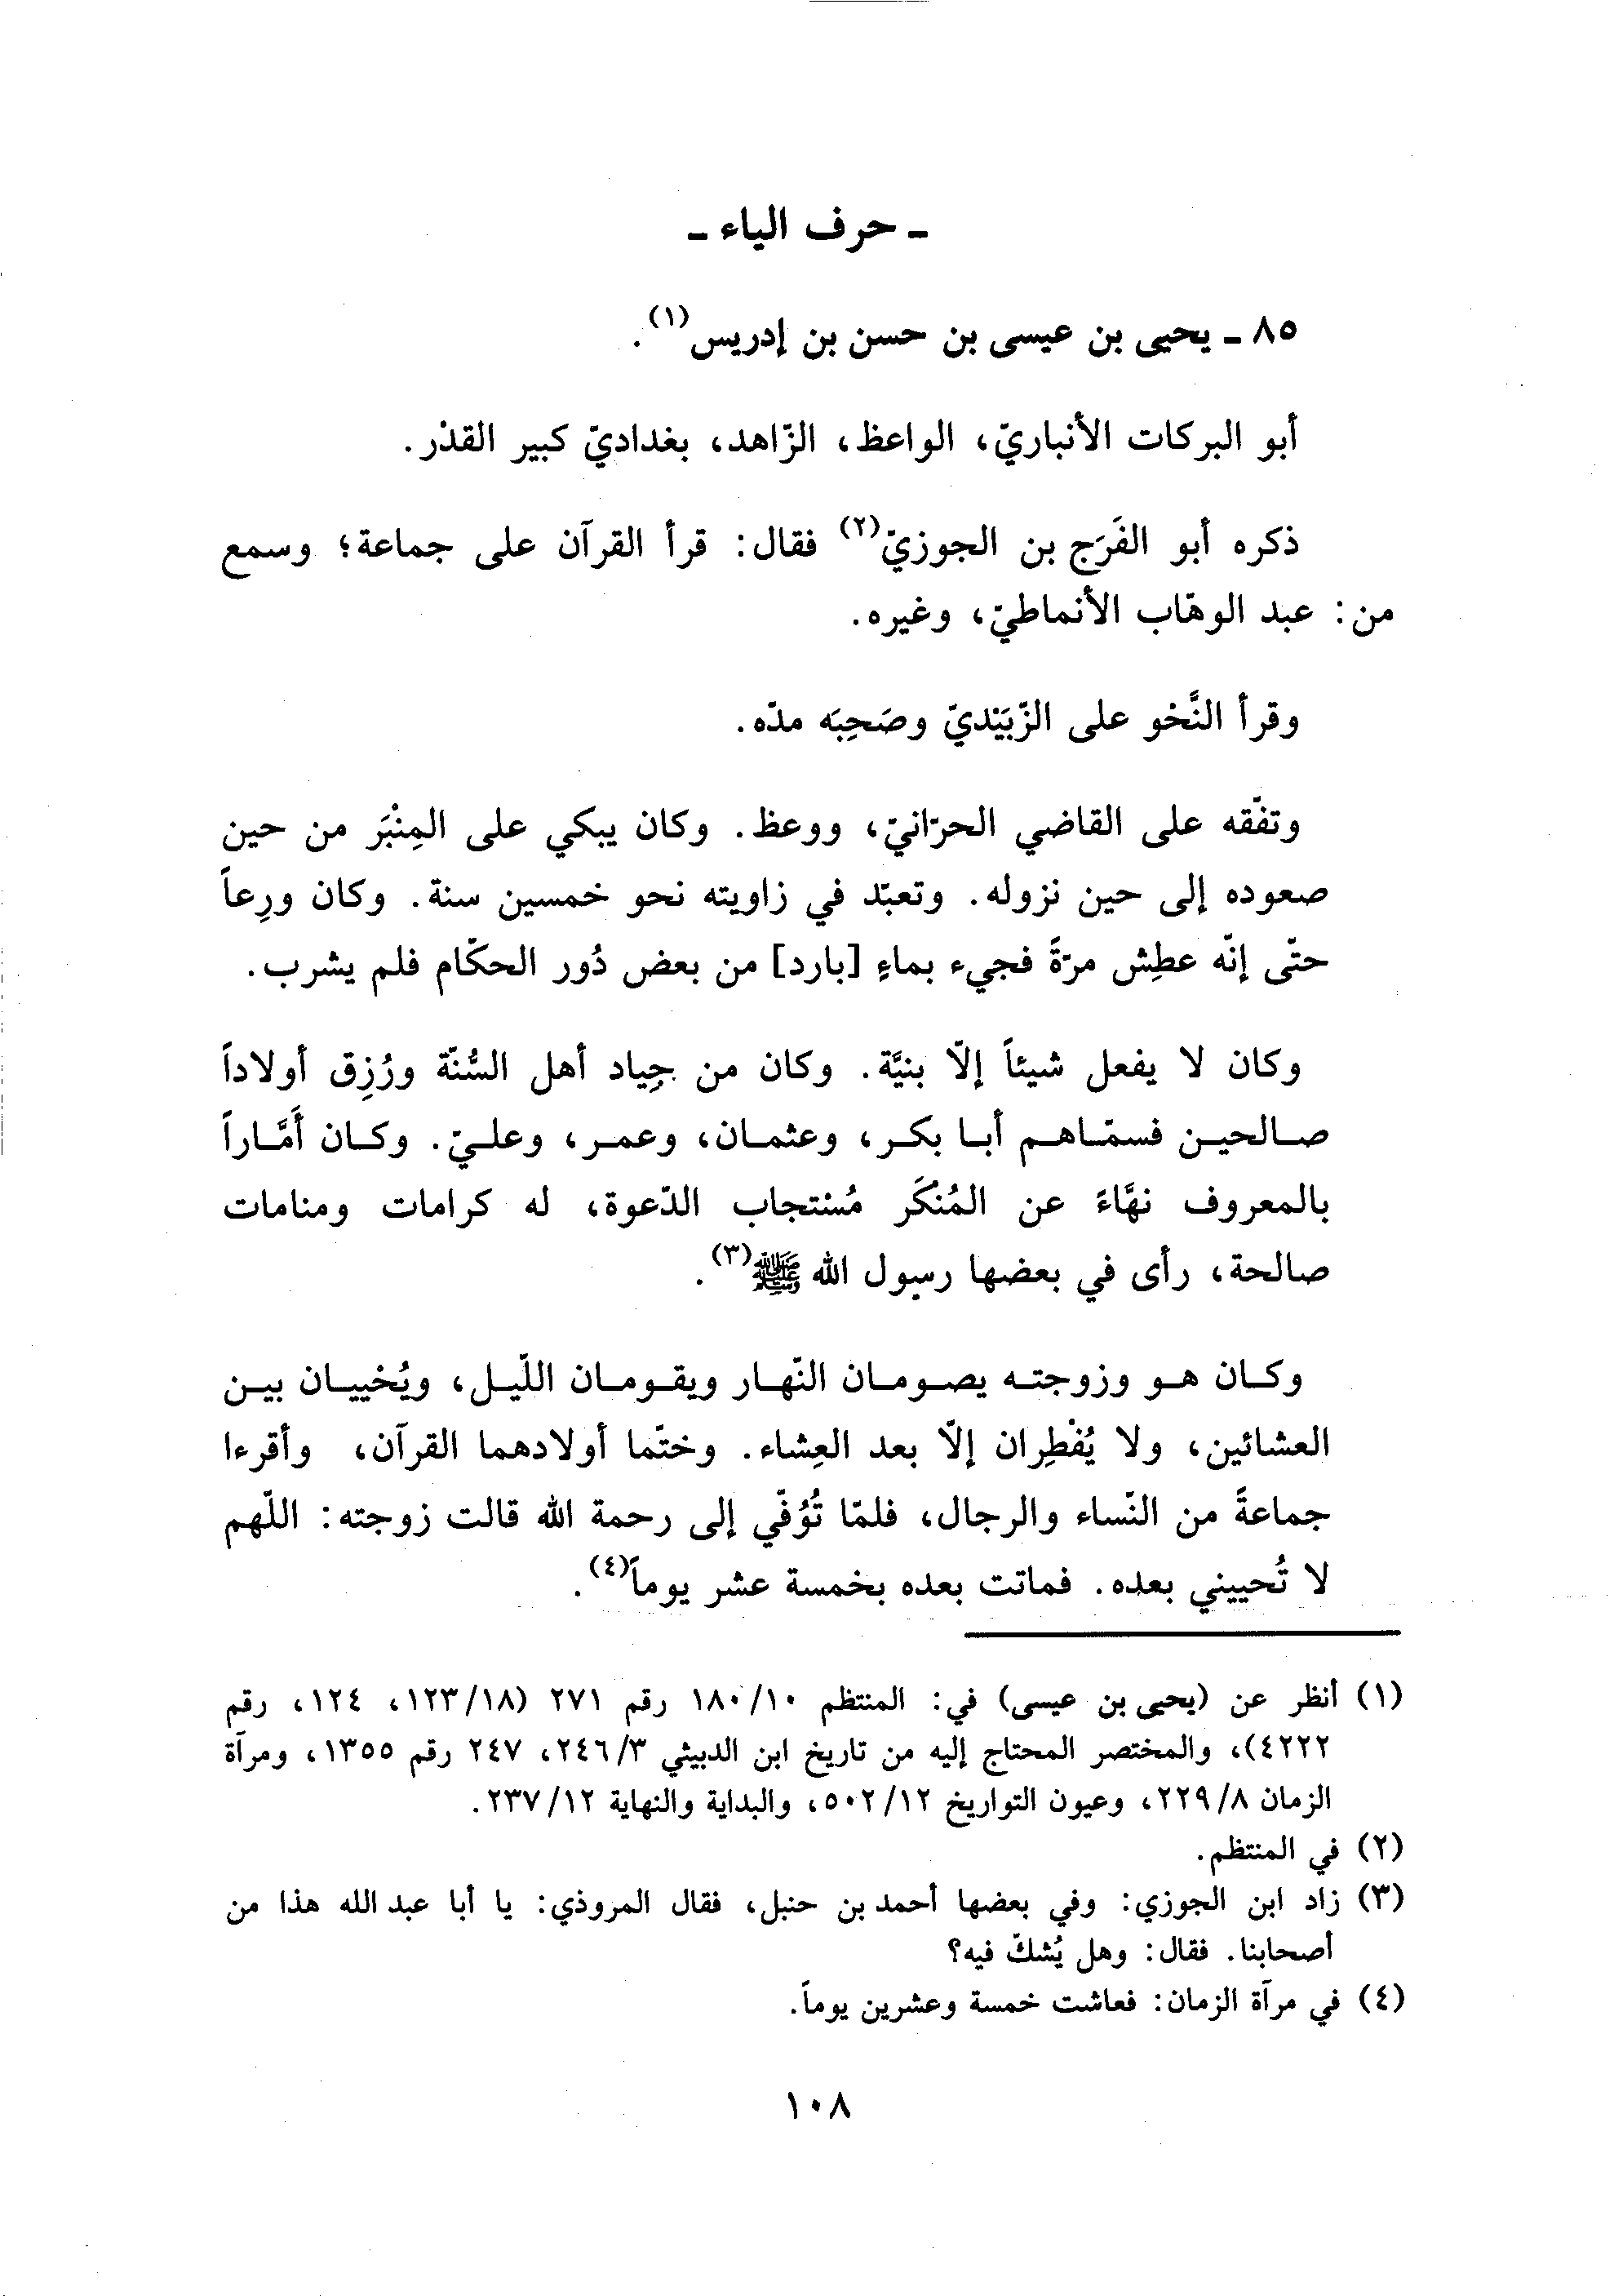 ـ حرف الياء ـ
٨٥ ـ يحيى بن عيسى بن حسن بن إدريس(١).
أبو البركات الأنباريّ، الواعظ، الزّاهد، بغداديّ كبير القدْر.
ذكره أبو الفَرَج بن الجوزيّ(٢) فقال: قرأ القرآن على جماعة؛ وسمع
من: عبد الوهّاب الأنماطيّ، وغيره.
وقرأ النَّحْو على الزّبَيْديّ وصَحِبَه مدّه.
وتفّقه على القاضي الحرّانيّ، ووعظ. وكان يبكي على المِنْبَر من حين
صعوده إلى حين نزوله. وتعبّد في زاويته نحو خمسين سنة. وكان ورِعاً
حتّى إنّه عطِش مرّةً فجيء بماءٍ [بارد] من بعض دُور الحكّام فلم يشرب.
وكان لا يفعل شيئاً إلّا بنيَّة. وكان من جِياد أهل السُّنّة ورُزِق أولاداً
صالحين فسمّاهم أبا بكر، وعثمان، وعمر، وعليّ. وكان أَمَّاراً
بالمعروف نهَّاءً عن المُنْكَر مُسْتجاب الدّعوة، له كرامات ومنامات
صالحة، رأى في بعضها رسول الله ﷺ(٣).
وكان هو وزوجته يصومان النّهار ويقومان اللّيل، ويُحْييان بين
العشائين، ولا يُفْطِران إلّا بعد العِشاء. وختّما أولادهما القرآن، وأقرءا
جماعةً من النّساء والرجال، فلمّا تُوُفّي إلى رحمة الله قالت زوجته: اللّهم
لا تُحييني بعده. فماتت بعده بخمسة عشر يوماً(٤).
(١) أنظر عن (يحيى بن عيسى) في: المنتظم ١٨٠/١٠ رقم ٢٧١ (١٢٣/١٨، ١٢٤، رقم
٤٢٢٢)، والمختصر المحتاج إليه من تاريخ ابن الدبيثي ٢٤٦/٣، ٢٤٧ رقم ١٣٥٥، ومرآة
الزمان ٢٢٩/٨، وعيون التواريخ ٥٠٢/١٢، والبداية والنهاية ٢٣٧/١٢.
(٢) في المنتظم.
(٣) زاد ابن الجوزي: وفي بعضها أحمد بن حنبل، فقال المروذي: يا أبا عبد الله هذا من
أصحابنا. فقال: وهل يُشكّ فيه؟
(٤) في مرآة الزمان: فعاشت خمسة وعشرين يوماً.
١٠٨